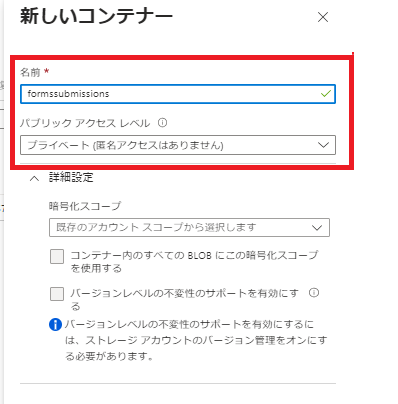 新しいコンテナー
名前 *
formssubmissions
パブリック アクセス レベル
プライベート (匿名アクセスはありません)
詳細設定
暗号化スコープ
既存のアカウント スコープから選択します
コンテナー内のすべての BLOB にこの暗号化スコープ
を使用する
バージョンレベルの不変性のサポートを有効にす
る
バージョンレベルの不変性のサポートを有効にするに
は、ストレージ アカウントのバージョン管理をオンにす
る必要があります。